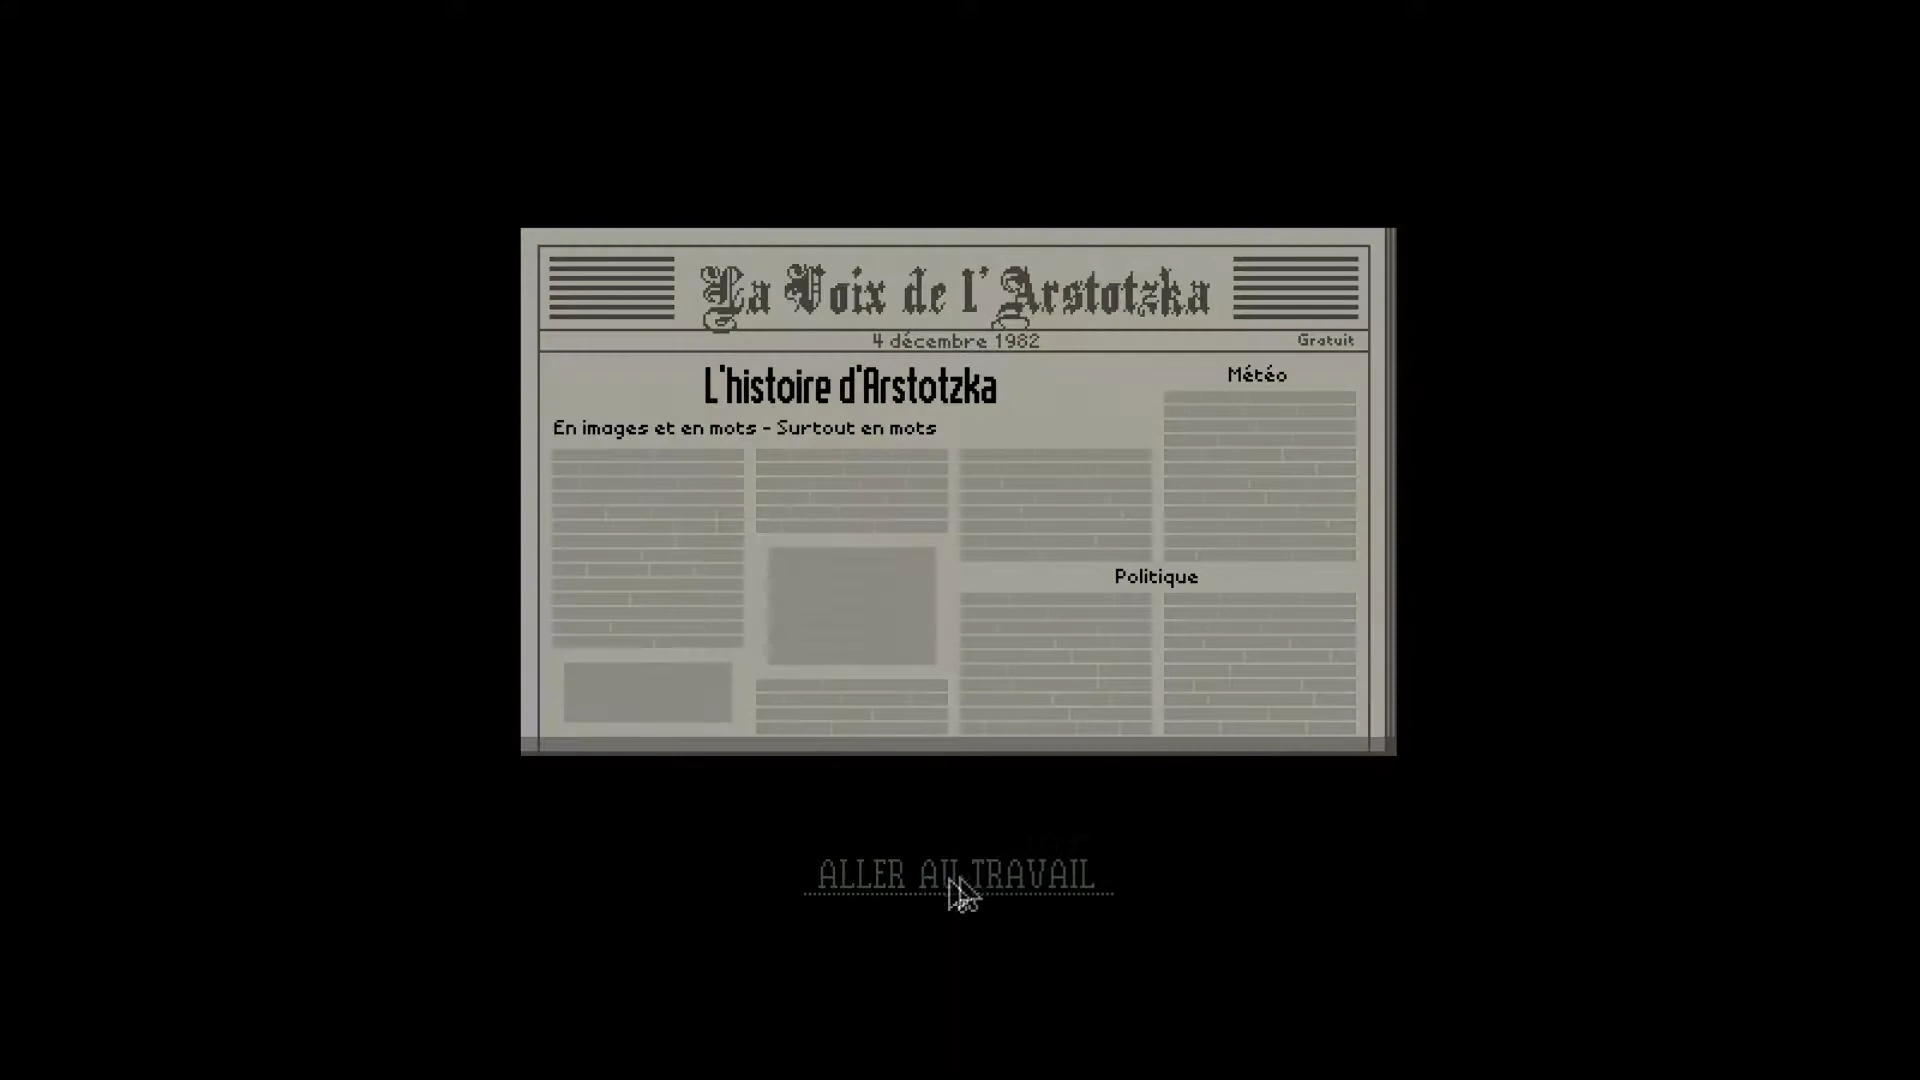 La Voix de l'Arstotzka
4 décembre 1982
Gratuit
L'histoire d'Arstotzka
En images et en mots - Surtout en mots
Météo
Politique
ALLER AU TRAVAIL